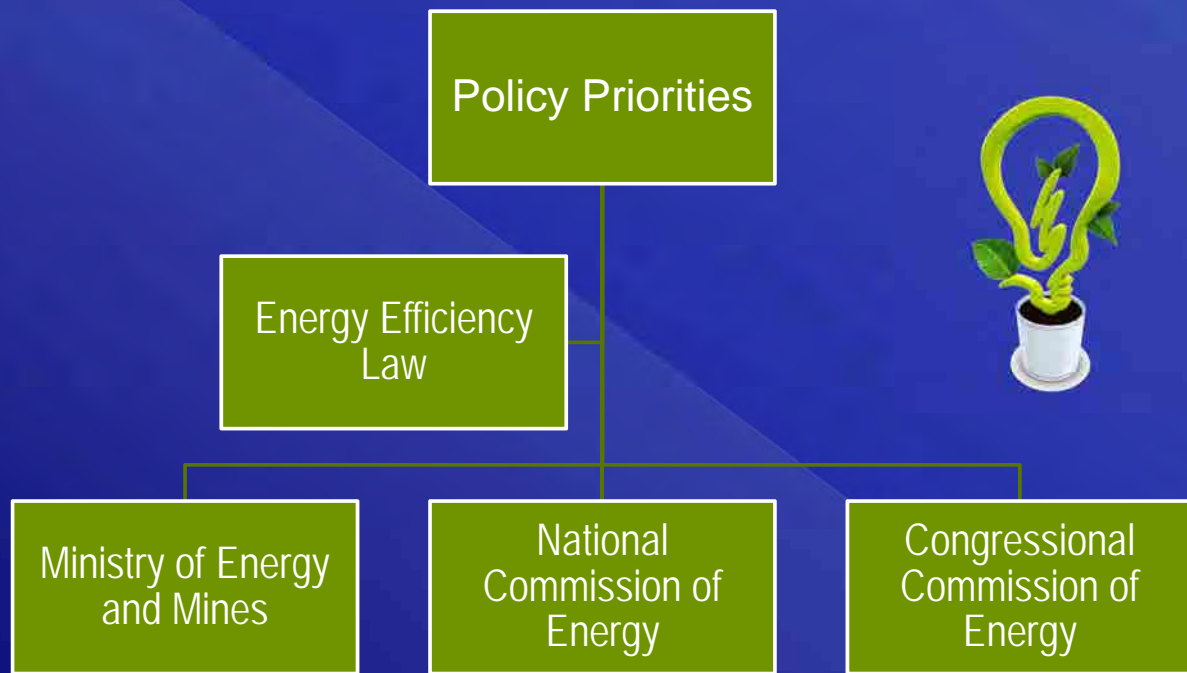 Policy Priorities
Energy Efficiency
Law
Ministry of Energy
and Mines
National
Commission of
Energy
Congressional
Commission of
Energy